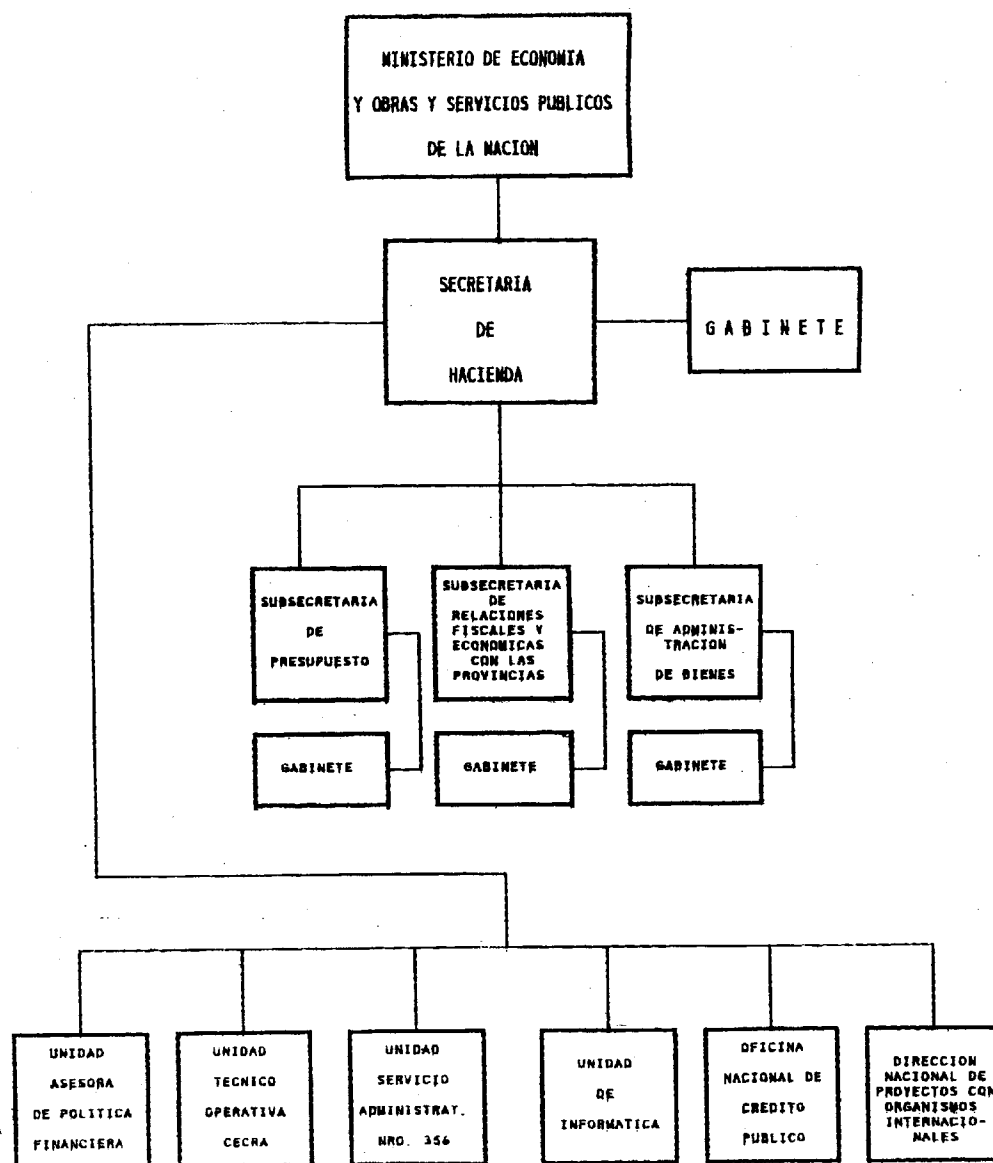 MINISTERIO DE ECONOMIA
Y OBRAS Y SERVICIOS PUBLICOS
DE LA NACION
SECRETARIA
DE
HACIENDA
GABINETE
SUBSECRETARIA
DE
PRESUPUESTO
SUBSECRETARIA
DE
RELACIONES
FISCALES Y
ECONOMICAS
CON LAS
PROVINCIAS
SUBSECRETARIA
DE ADMINIS-
TRACION
DE BIENES
GABINETE
GABINETE
GABINETE
UNIDAD
ASESORA
DE POLITICA
FINANCIERA
UNIDAD
TECNICO
OPERATIVA
CECRA
UNIDAD
SERVICIO
ADMINISTRAT.
NRO. 356
UNIDAD
DE
INFORMATICA
OFICINA
NACIONAL DE
CREDITO
PUBLICO
DIRECCION
NACIONAL DE
PROYECTOS CON
ORGANISMOS
INTERNACIO-
NALES